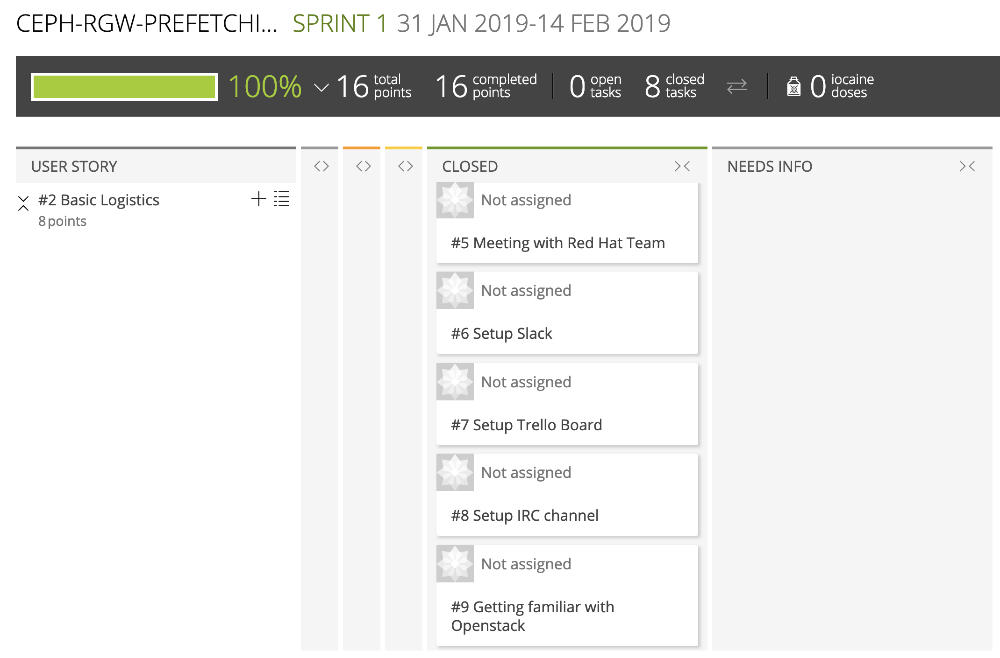 CEPH-RGW-PREFETCHI... SPRINT 1 31 JAN 2019-14 FEB 2019
100% 16 total points 16 completed points 0 open tasks 8 closed tasks 0 iocaine doses
USER STORY CLOSED NEEDS INFO
#2 Basic Logistics
8 points
Not assigned
#5 Meeting with Red Hat Team
Not assigned
#6 Setup Slack
Not assigned
#7 Setup Trello Board
Not assigned
#8 Setup IRC channel
Not assigned
#9 Getting familiar with
Openstack